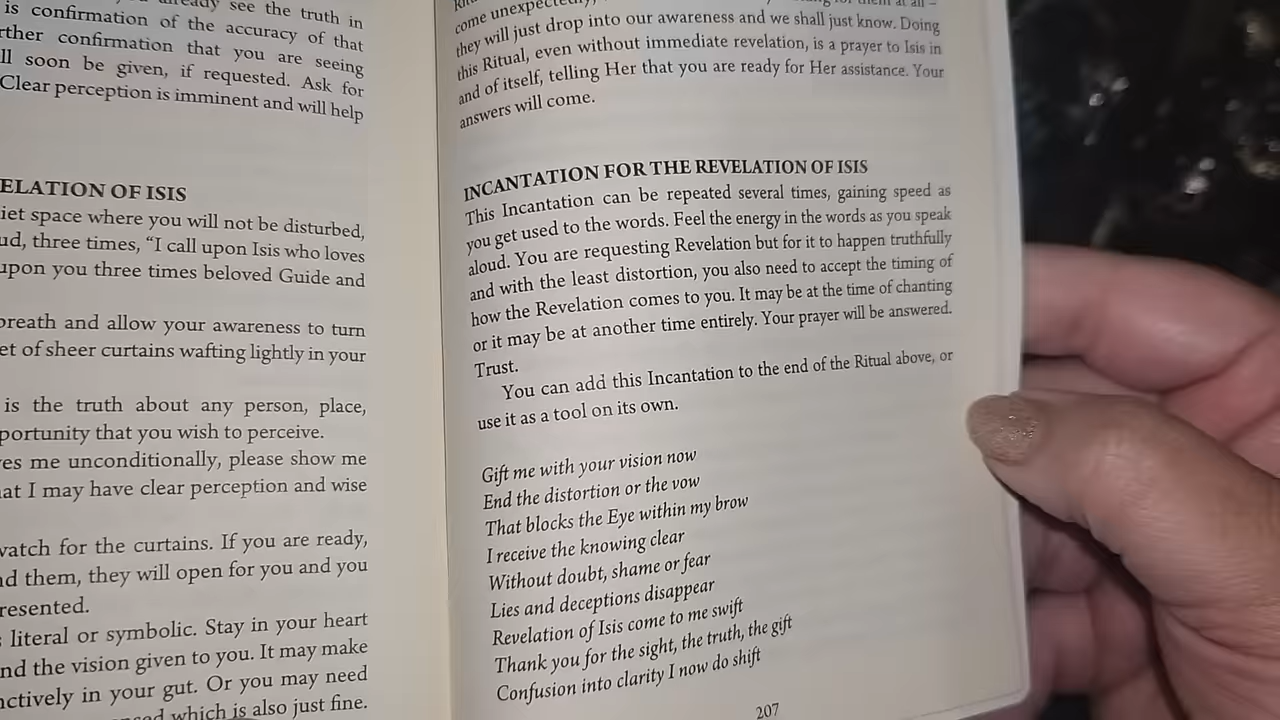 see the truth in
is confirmation of the accuracy of that
rther confirmation that you are seeing
ll soon be given, if requested. Ask for
Clear perception is imminent and will help
ELATION OF ISIS
iet space where you will not be disturbed,
ud, three times, “I call upon Isis who loves
upon you three times beloved Guide and
breath and allow your awareness to turn
et of sheer curtains wafting lightly in your
is the truth about any person, place,
portunity that you wish to perceive.
es me unconditionally, please show me
at I may have clear perception and wise
watch for the curtains. If you are ready,
nd them, they will open for you and you
resented.
literal or symbolic. Stay in your heart
nd the vision given to you. It may make
nctively in your gut. Or you may need
which is also just fine.
come unexpectedly,
they will just drop into our awareness and we shall just know. Doing
this Ritual, even without immediate revelation, is a prayer to Isis in
and of itself, telling Her that you are ready for Her assistance. Your
answers will come.
INCANTATION FOR THE REVELATION OF ISIS
This Incantation can be repeated several times, gaining speed as
you get used to the words. Feel the energy in the words as you speak
aloud. You are requesting Revelation but for it to happen truthfully
and with the least distortion, you also need to accept the timing of
how the Revelation comes to you. It may be at the time of chanting
or it may be at another time entirely. Your prayer will be answered.
Trust.
You can add this Incantation to the end of the Ritual above, or
use it as a tool on its own.
Gift me with your vision now
End the distortion or the vow
That blocks the Eye within my brow
I receive the knowing clear
Without doubt, shame or fear
Lies and deceptions disappear
Revelation of Isis come to me swift
Thank you for the sight, the truth, the gift
Confusion into clarity I now do shift
207